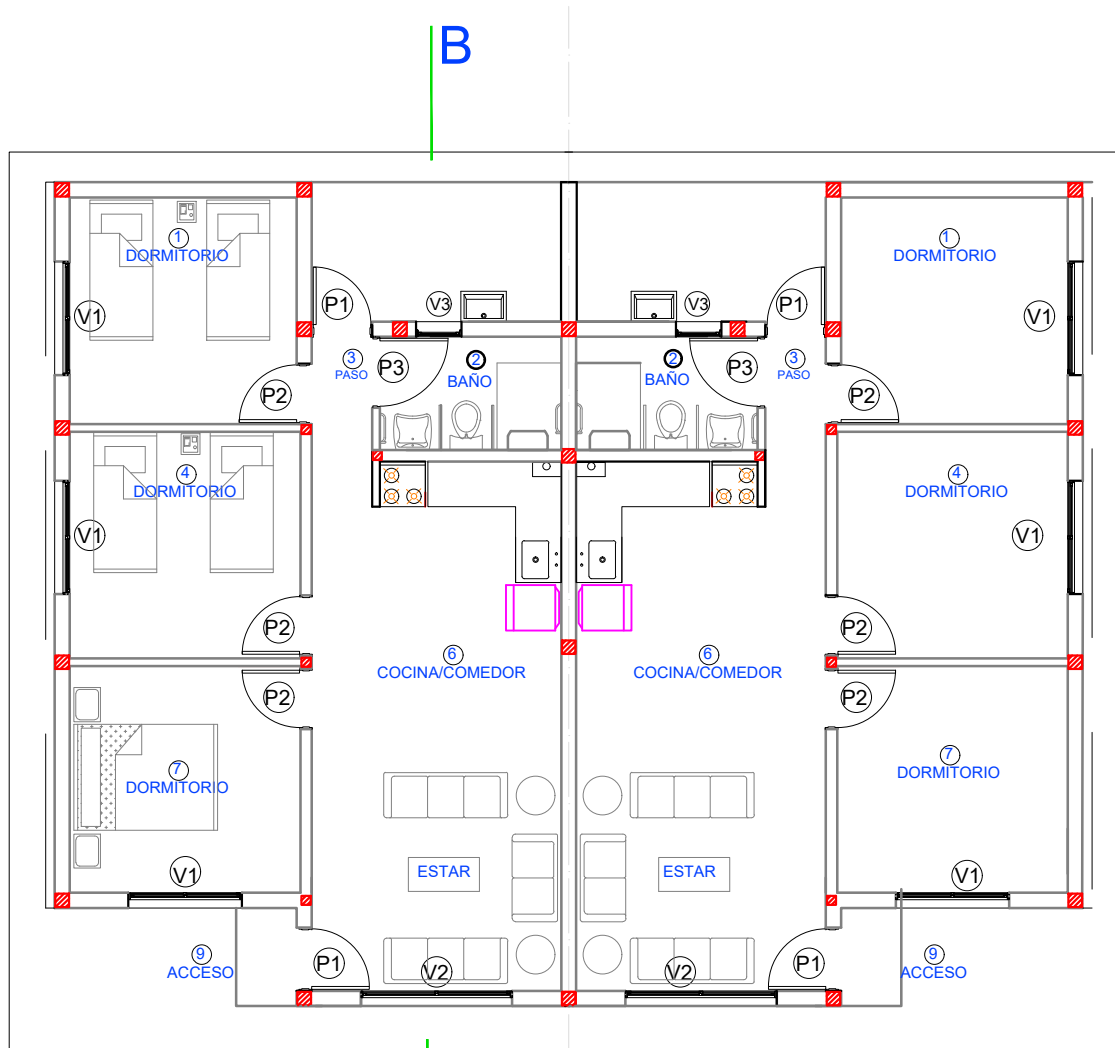 B
1
DORMITORIO
V1
P1
V3
V3
P1
1
DORMITORIO
V1
3
PASO
P3
2
BAÑO
2
BAÑO
P3
3
PASO
P2
P2
4
DORMITORIO
V1
4
DORMITORIO
V1
P2
P2
6
COCINA/COMEDOR
6
COCINA/COMEDOR
P2
P2
7
DORMITORIO
7
DORMITORIO
V1
ESTAR
ESTAR
V1
9
ACCESO
P1
V2
V2
P1
9
ACCESO